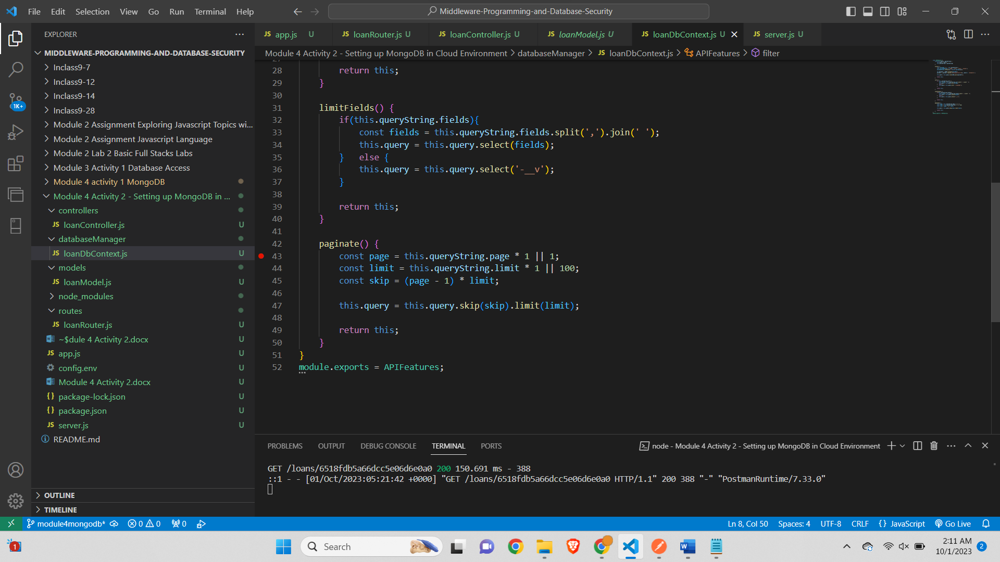 File Edit Selection View Go Run Terminal Help
Middleware-Programming-and-Database-Security
EXPLORER
MIDDLEWARE-PROGRAMMING-AND-DATABASE-SECURITY
Inclass9-7
Inclass9-12
Inclass9-14
Inclass9-28
Module 2 Assignment Exploring Javascript Topics wi...
Module 2 Assignment Javascript Language
Module 2 Lab 2 Basic Full Stacks Labs
Module 3 Activity 1 Database Access
Module 4 activity 1 MongoDB
Module 4 Activity 2 - Setting up MongoDB in ...
controllers
JS loanController.js U
databaseManager
JS loanDbContext.js U
models
JS loanModel.js U
node_modules
routes
JS loanRouter.js U
~$dule 4 Activity 2.docx U
JS app.js U
config.env U
Module 4 Activity 2.docx U
{} package-lock.json U
{} package.json U
JS server.js U
README.md
OUTLINE
TIMELINE
1K+
JS app.js U JS loanRouter.js U JS loanController.js U JS loanModel.js U JS loanDbContext.js U JS server.js U
Module 4 Activity 2 - Setting up MongoDB in Cloud Environment > databaseManager > JS loanDbContext.js > APIFeatures > filter
28 return this;
29 }
30
31 limitFields() {
32 if(this.queryString.fields){
33 const fields = this.queryString.fields.split(',').join(' ');
34 this.query = this.query.select(fields);
35 } else {
36 this.query = this.query.select('-__v');
37 }
38
39 return this;
40 }
41
42 paginate() {
43 const page = this.queryString.page * 1 || 1;
44 const limit = this.queryString.limit * 1 || 100;
45 const skip = (page - 1) * limit;
46
47 this.query = this.query.skip(skip).limit(limit);
48
49 return this;
50 }
51 }
52 module.exports = APIFeatures;
PROBLEMS OUTPUT DEBUG CONSOLE TERMINAL PORTS
node - Module 4 Activity 2 - Setting up MongoDB in Cloud Environment
GET /loans/6518fdb5a66dcc5e06d6e0a0 200 150.691 ms - 388
::1 - - [01/Oct/2023:05:21:42 +0000] "GET /loans/6518fdb5a66dcc5e06d6e0a0 HTTP/1.1" 200 388 "-" "PostmanRuntime/7.33.0"
module4mongodb* 0 0 0
Ln 8, Col 50 Spaces: 4 UTF-8 CRLF {} JavaScript Go Live
1
Search
2:11 AM
10/1/2023
2